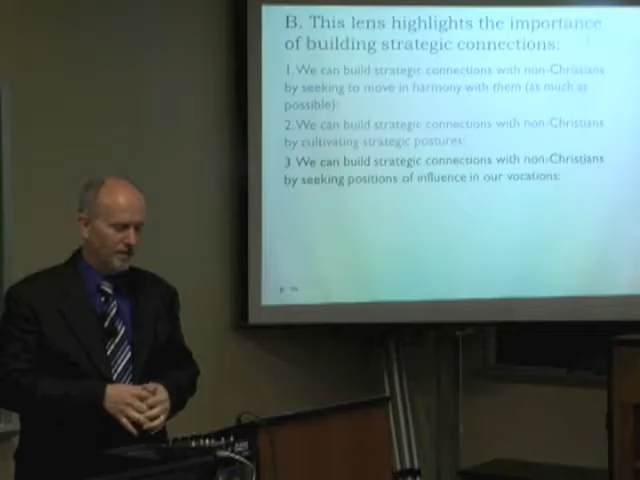 B. This lens highlights the importance
of building strategic connections:
1. We can build strategic connections with non-Christians
by seeking to move in harmony with them (as much as
possible):
2. We can build strategic connections with non-Christians
by cultivating strategic postures:
3. We can build strategic connections with non-Christians
by seeking positions of influence in our vocations: